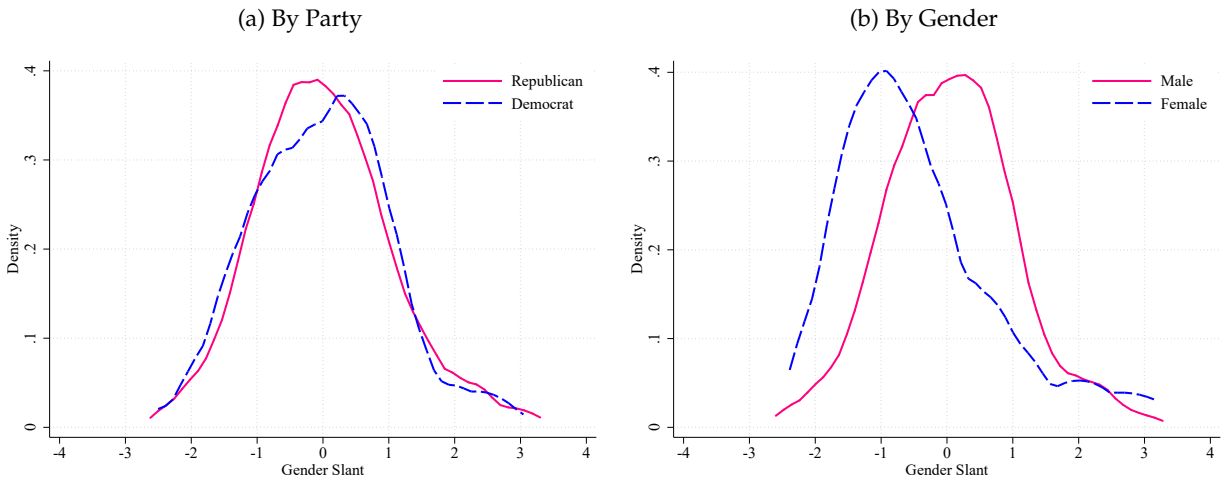 (a) By Party
Republican
Democrat
Density
0
.1
.2
.3
.4
-4 -3 -2 -1 0 1 2 3 4
Gender Slant
(b) By Gender
Male
Female
Density
0
.1
.2
.3
.4
-4 -3 -2 -1 0 1 2 3 4
Gender Slant